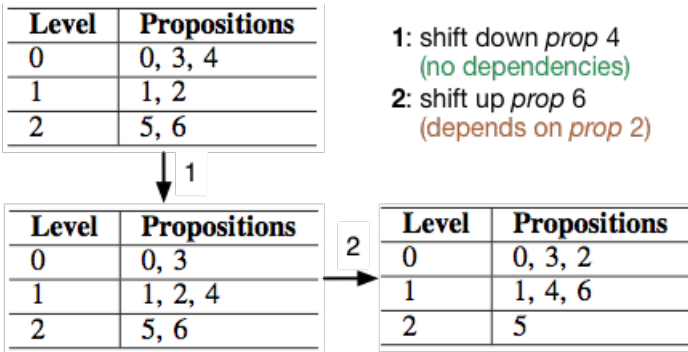 Level Propositions
0 0, 3, 4
1 1, 2
2 5, 6
1: shift down prop 4
(no dependencies)
2: shift up prop 6
(depends on prop 2)
1
Level Propositions
0 0, 3
1 1, 2, 4
2 5, 6
2
Level Propositions
0 0, 3, 2
1 1, 4, 6
2 5